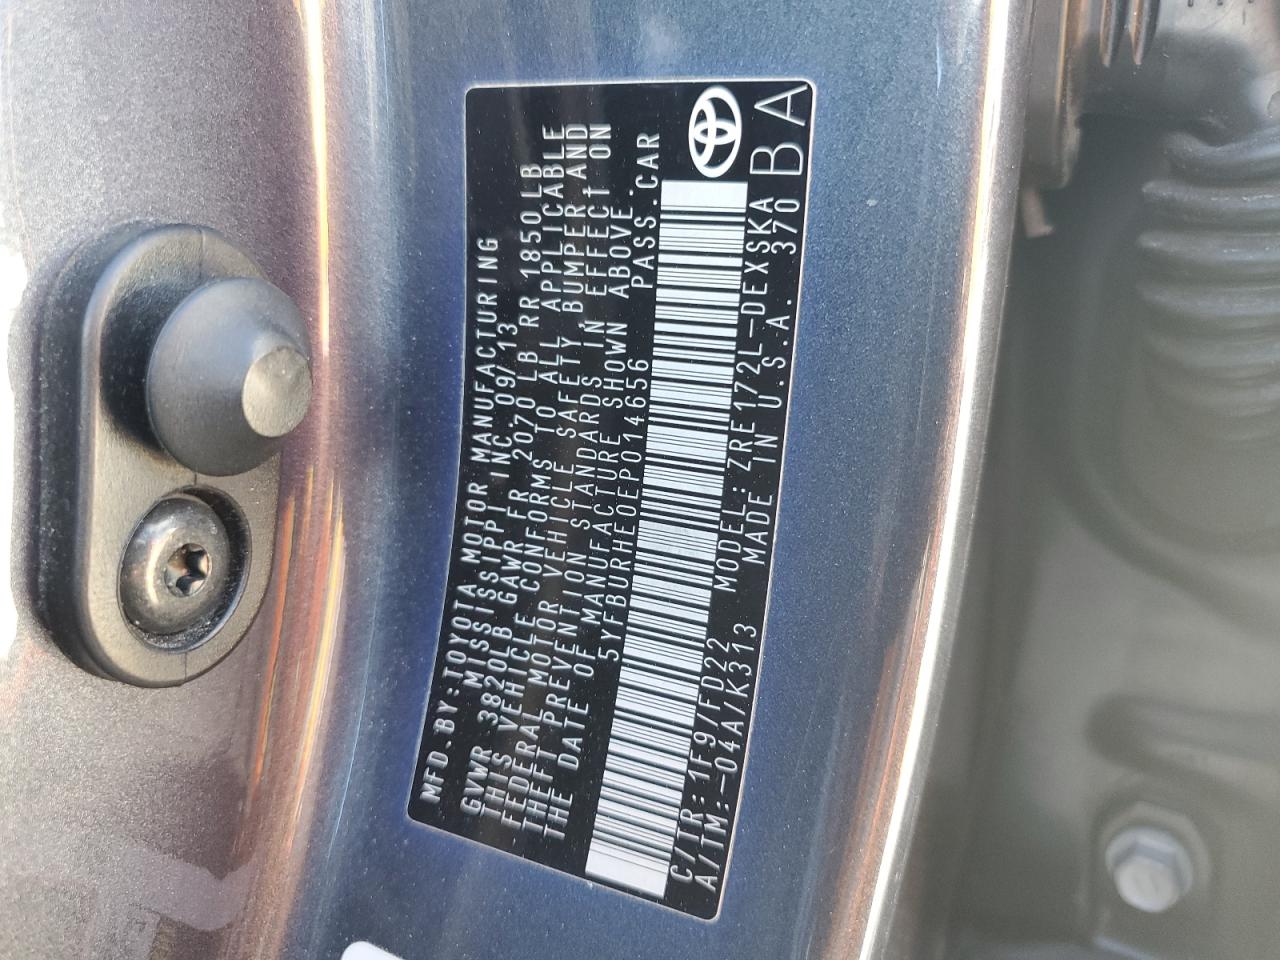 MFD.BY:TOYOTA MOTOR MANUFACTURING
MISSISSIPPI INC.09/13
GVWR 3820LB GAWR FR 2070 LB RR 1850LB
THIS VEHICLE CONFORMS TO ALL APPLICABLE
FEDERAL MOTOR VEHICLE SAFETY, BUMPER AND
THEFT PREVENTION STANDARDS IN EFFECT ON
THE DATE OF MANUFACTURE SHOWN ABOVE.
5YFBURHE0EP014656 PASS.CAR
C/TR:1F9/FD22 MODEL:ZRE172L-DEXSKA
A/TM:-04A/K313 MADE IN U.S.A. 370 BA